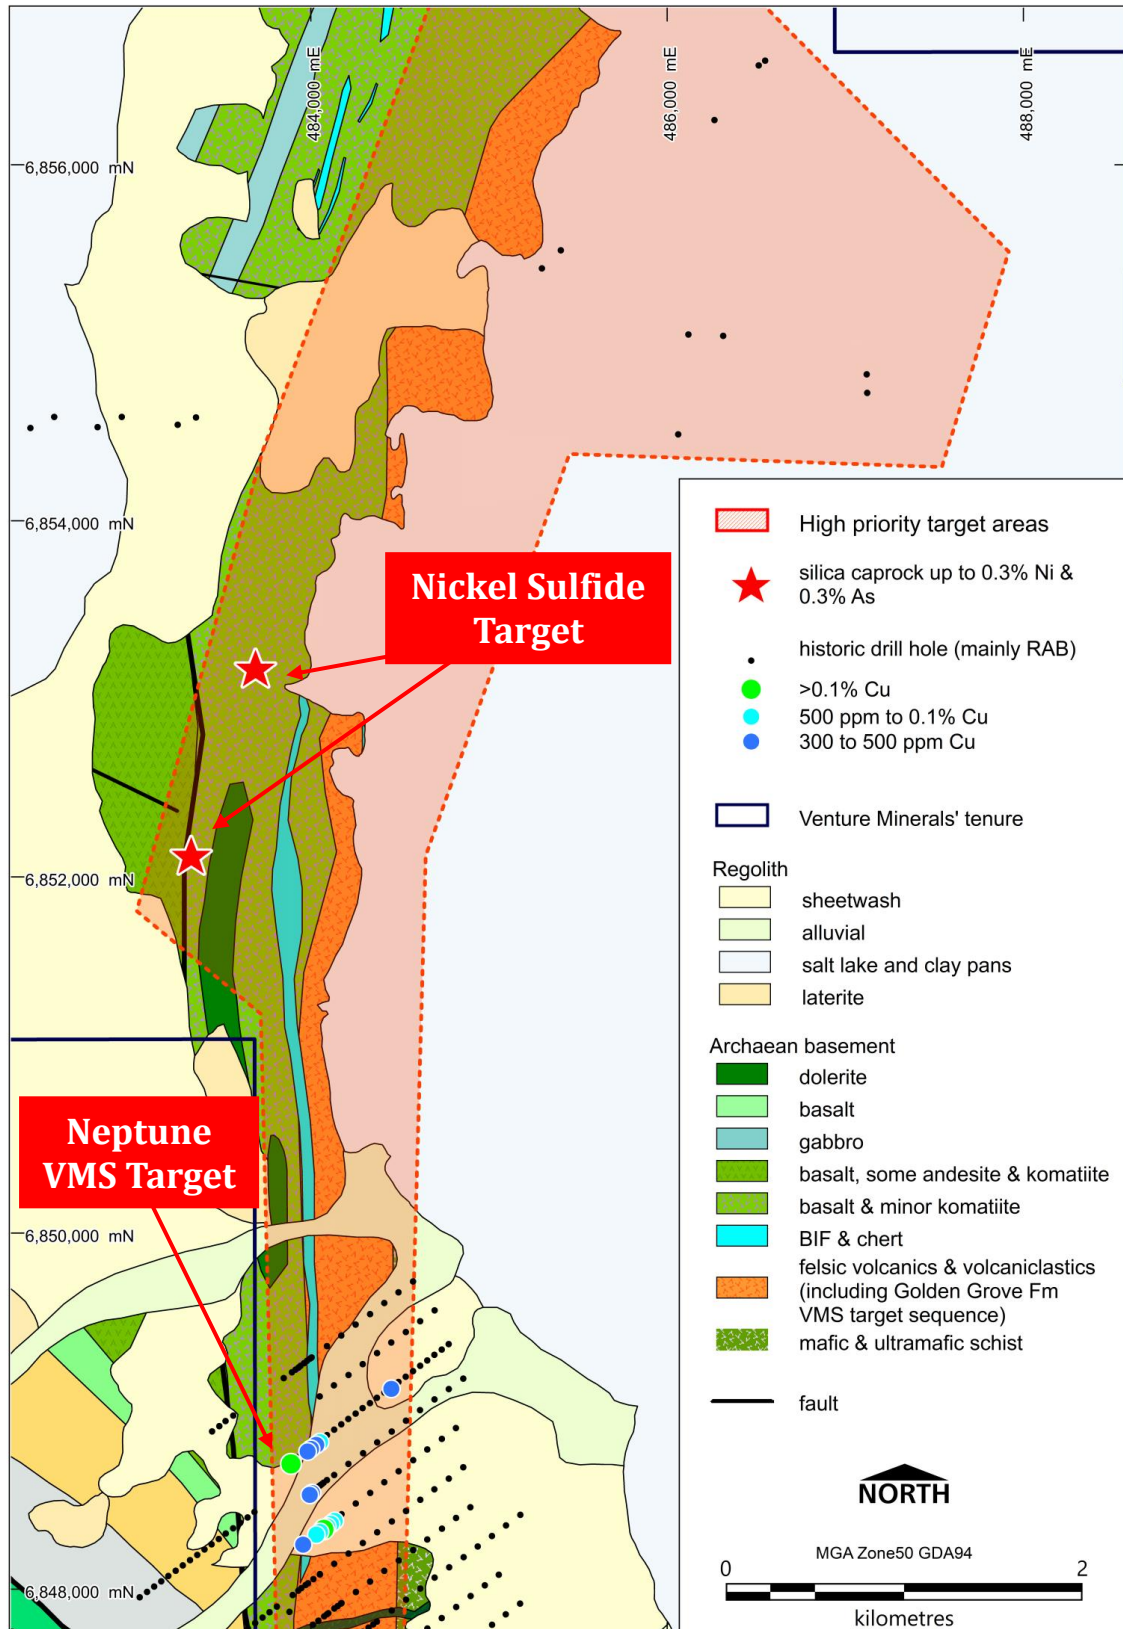 484,000 mE
486,000 mE
488,000 mE
6,856,000 mN
6,854,000 mN
6,852,000 mN
6,850,000 mN
6,848,000 mN
Nickel Sulfide
Target
Neptune
VMS Target
High priority target areas
silica caprock up to 0.3% Ni &
0.3% As
historic drill hole (mainly RAB)
>0.1% Cu
500 ppm to 0.1% Cu
300 to 500 ppm Cu
Venture Minerals' tenure
Regolith
sheetwash
alluvial
salt lake and clay pans
laterite
Archaean basement
dolerite
basalt
gabbro
basalt, some andesite & komatiite
basalt & minor komatiite
BIF & chert
felsic volcanics & volcaniclastics
(including Golden Grove Fm
VMS target sequence)
mafic & ultramafic schist
fault
NORTH
MGA Zone50 GDA94
0 2
kilometres